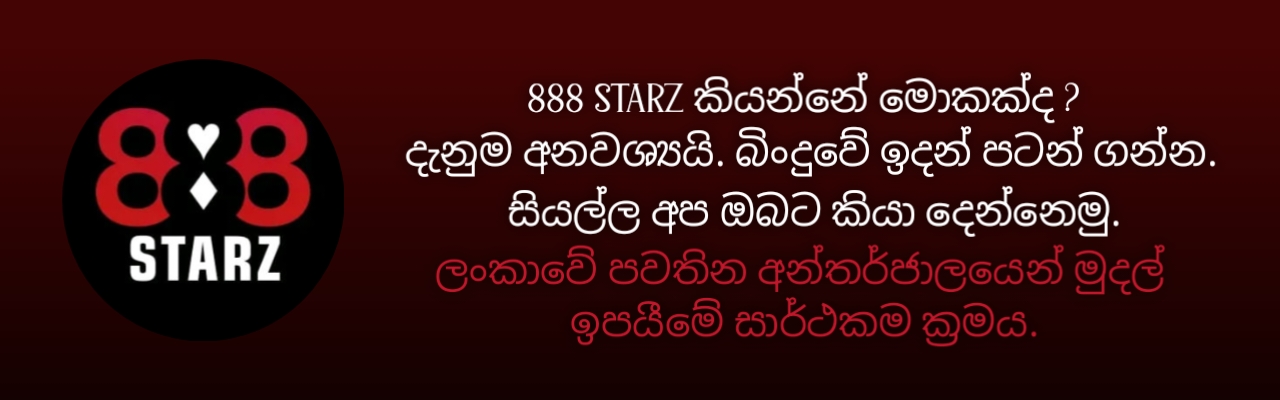 888
STARZ
888 STARZ කියන්නේ මොකක්ද ?
දැනුම අනවශ්‍යයි. බිංදුවේ ඉදන් පටන් ගන්න.
සියල්ල අප ඔබට කියා දෙන්නෙමු.
ලංකාවේ පවතින අන්තර්ජාලයෙන් මුදල්
ඉපයීමේ සාර්ථකම ක්‍රමය.